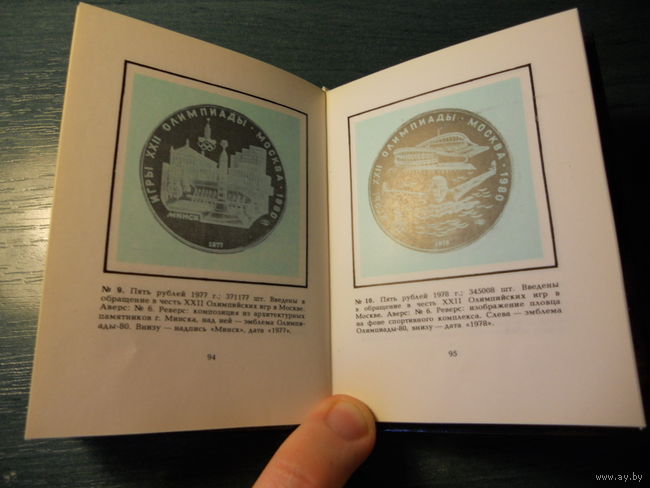 ИГРЫ XXII ОЛИМПИАДЫ · МОСКВА · 1980
МИНСК
1977
№ 9. Пять рублей 1977 г.; 371177 шт. Введены в
обращение в честь XXII Олимпийских игр в Москве.
Аверс: № 6. Реверс: композиция из архитектурных
памятников г. Минска, над ней — эмблема Олимпи-
ады-80. Внизу — надпись «Минск», дата «1977».
94
XXII ОЛИМПИАДЫ · МОСКВА · 1980
1978
№ 10. Пять рублей 1978 г.; 345008 шт. Введены
в обращение в честь XXII Олимпийских игр в
Москве. Аверс: № 6. Реверс: изображение пловца
на фоне спортивного комплекса. Слева — эмблема
Олимпиады-80, внизу — дата «1978».
95
© www.ay.by